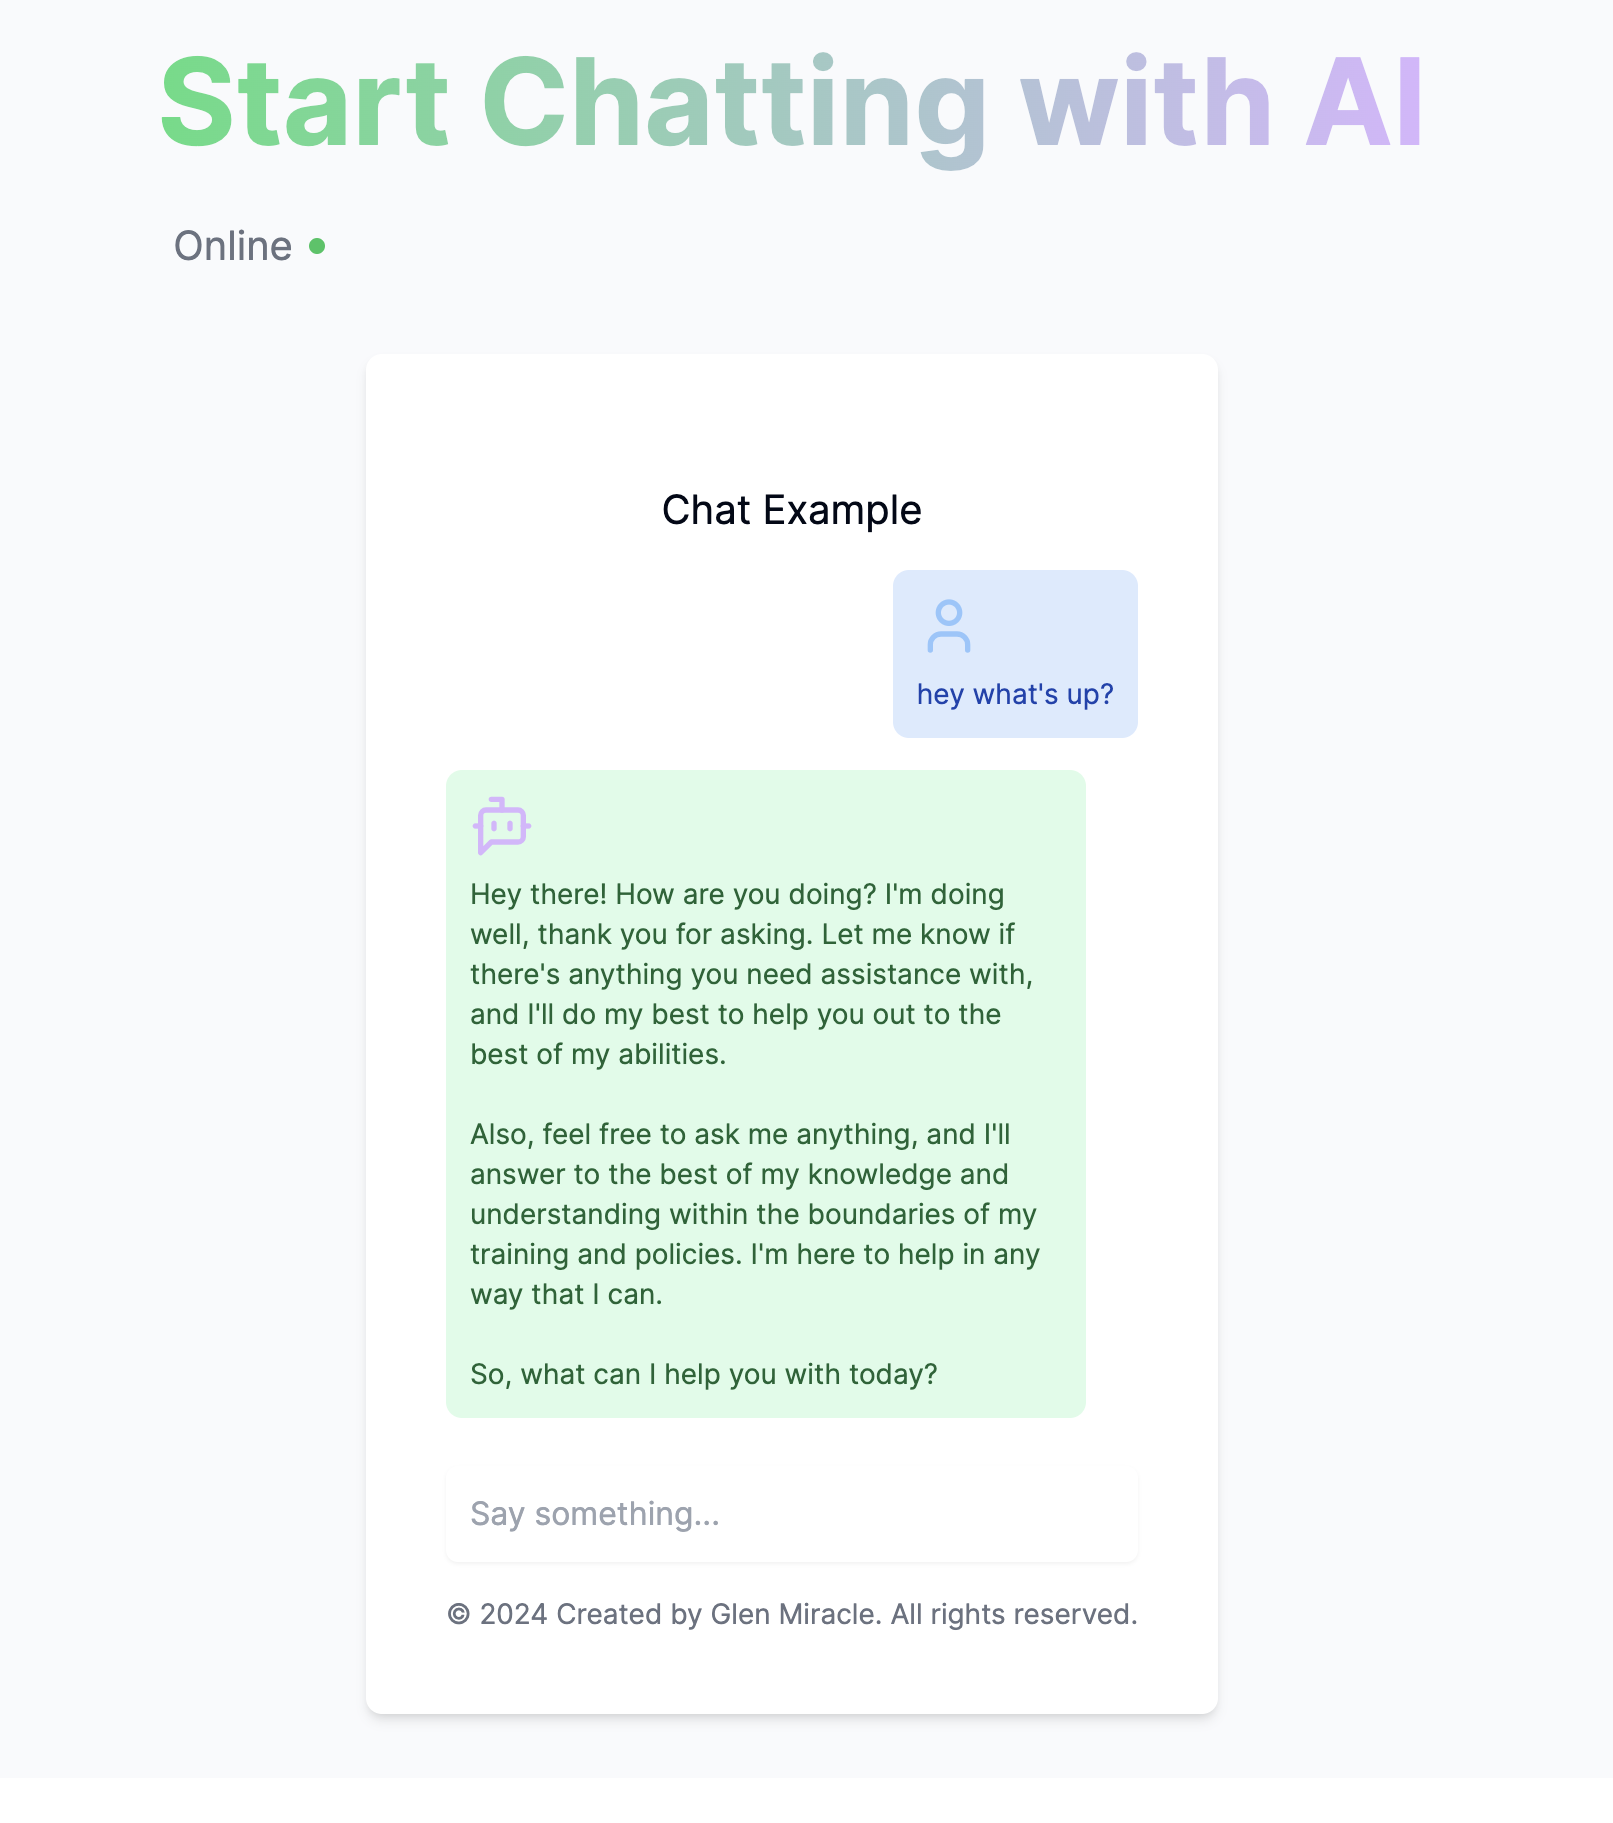 Start Chatting with AI
Online
Chat Example
hey what's up?
Hey there! How are you doing? I'm doing
well, thank you for asking. Let me know if
there's anything you need assistance with,
and I'll do my best to help you out to the
best of my abilities.
Also, feel free to ask me anything, and I'll
answer to the best of my knowledge and
understanding within the boundaries of my
training and policies. I'm here to help in any
way that I can.
So, what can I help you with today?
Say something...
© 2024 Created by Glen Miracle. All rights reserved.